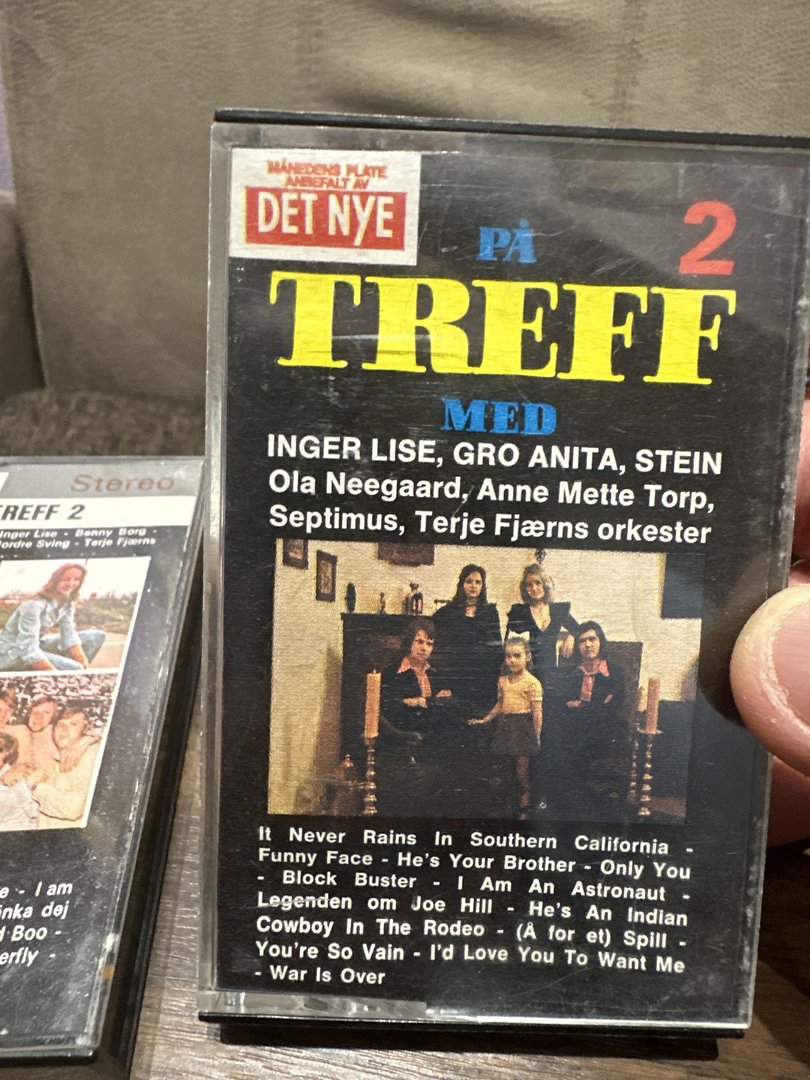 MÅNEDENS PLATE
ANBEFALT AV
DET NYE
PÅ
2
TREFF
MED
INGER LISE, GRO ANITA, STEIN
Ola Neegaard, Anne Mette Torp,
Septimus, Terje Fjærns orkester
It Never Rains In Southern California -
Funny Face - He's Your Brother - Only You
- Block Buster - I Am An Astronaut -
Legenden om Joe Hill - He's An Indian
Cowboy In The Rodeo - (Å for et) Spill -
You're So Vain - I'd Love You To Want Me
- War Is Over
Stereo
TREFF 2
Inger Lise - Benny Borg -
Nordre Sving - Terje Fjærns
e - I am
inka dej
d Boo -
erfly -